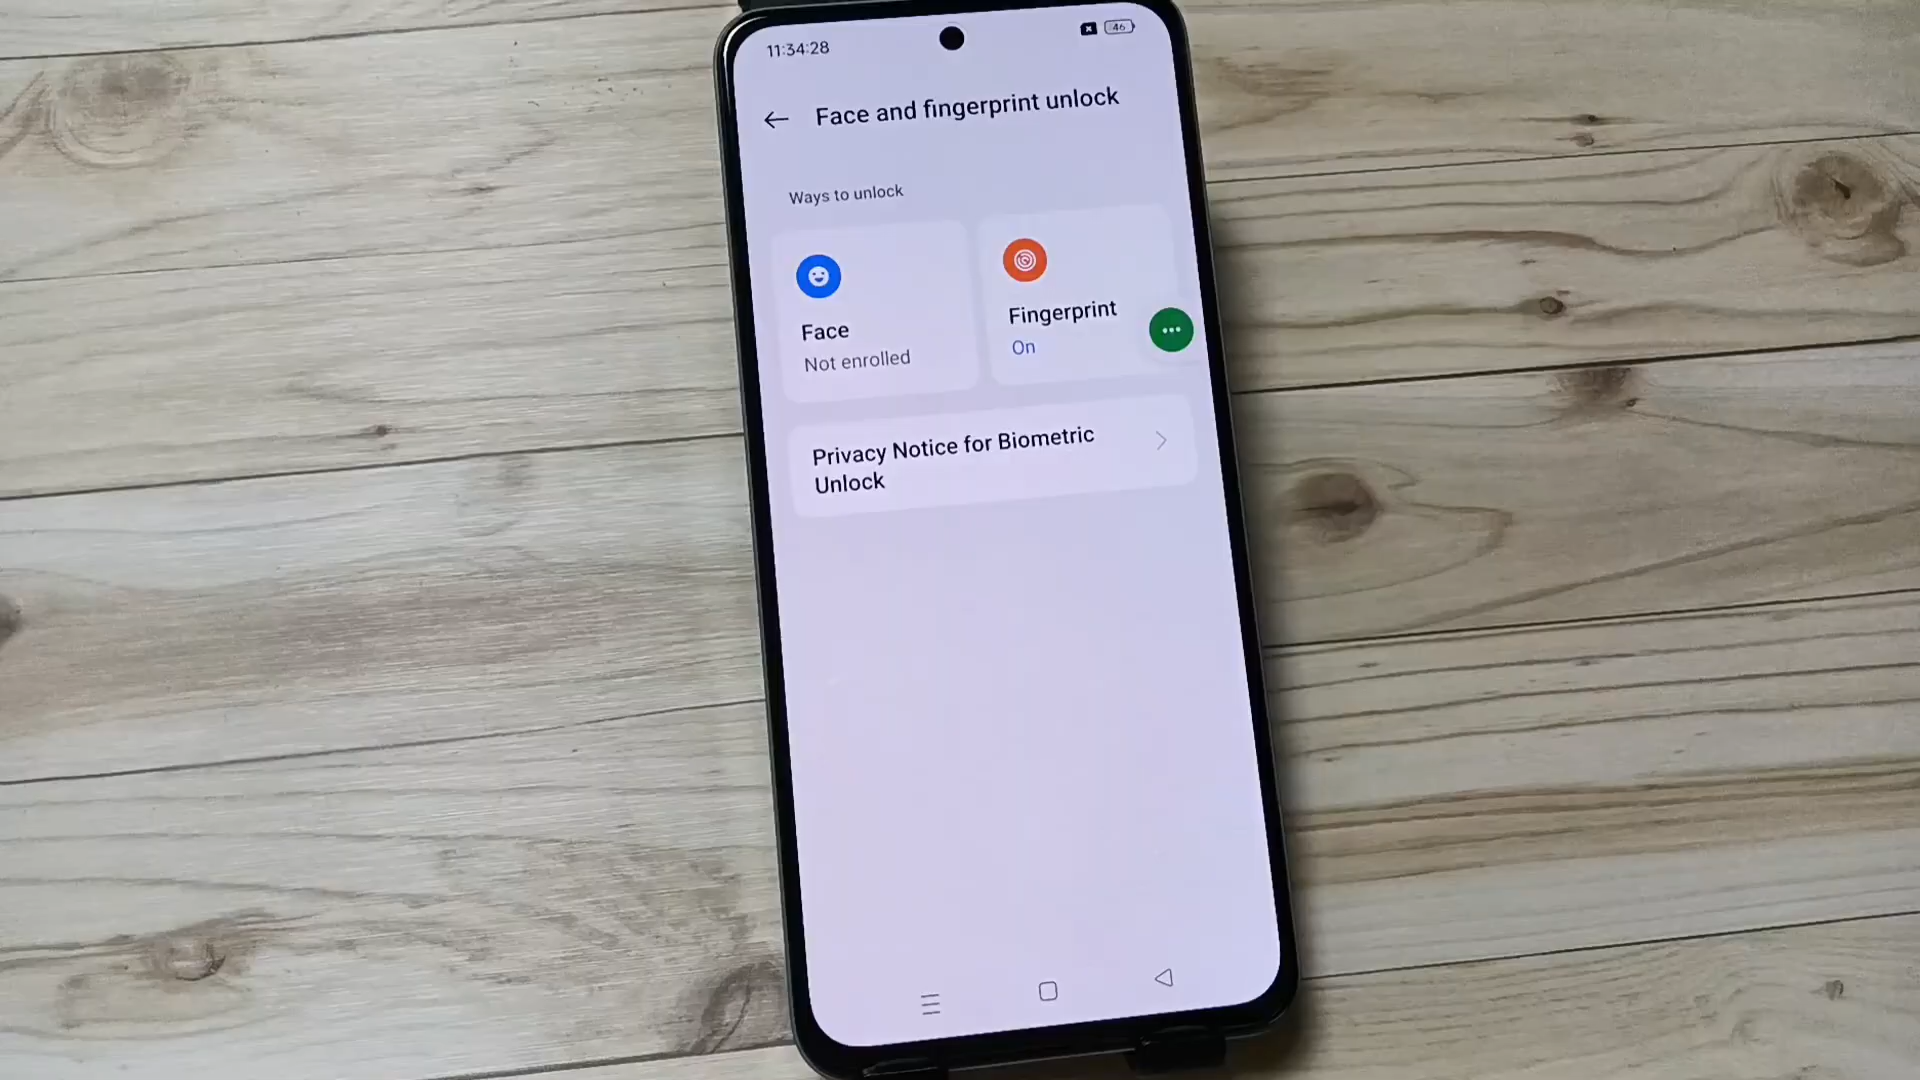 11:34:28
46
Face and fingerprint unlock
Ways to unlock
Face
Not enrolled
Fingerprint
On
Privacy Notice for Biometric
Unlock